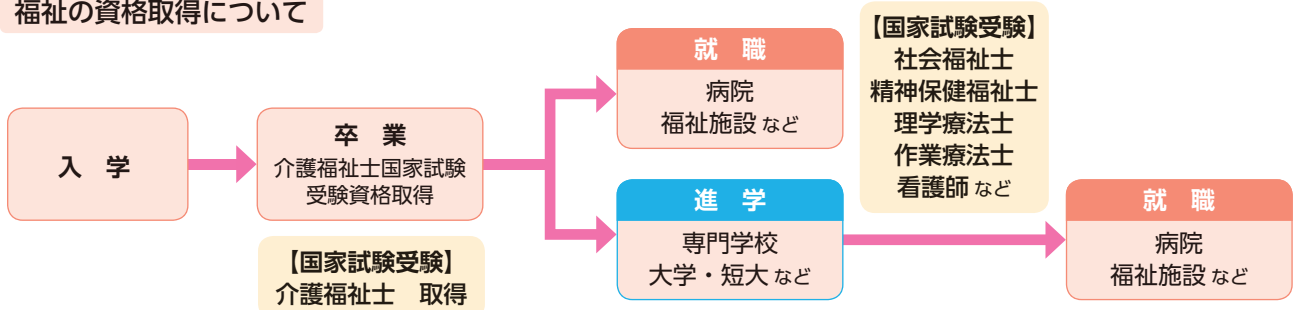 福祉の資格取得について
入　学
卒　業
介護福祉士国家試験
受験資格取得
【国家試験受験】
介護福祉士　取得
就　職
病院
福祉施設 など
進　学
専門学校
大学・短大 など
【国家試験受験】
社会福祉士
精神保健福祉士
理学療法士
作業療法士
看護師 など
就　職
病院
福祉施設 など